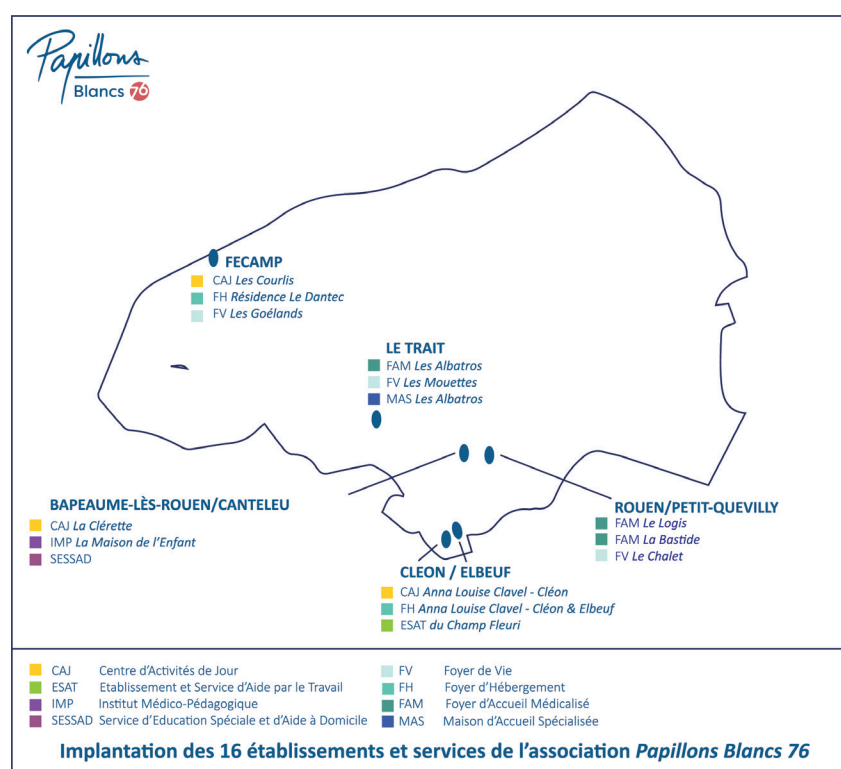 Papillons
Blancs 76
FECAMP
CAJ Les Courlis
FH Résidence Le Dantec
FV Les Goélands
LE TRAIT
FAM Les Albatros
FV Les Mouettes
MAS Les Albatros
BAPEAUME-LÈS-ROUEN/CANTELEU
CAJ La Clérette
IMP La Maison de l'Enfant
SESSAD
ROUEN/PETIT-QUEVILLY
FAM Le Logis
FAM La Bastide
FV Le Chalet
CLEON / ELBEUF
CAJ Anna Louise Clavel - Cléon
FH Anna Louise Clavel - Cléon & Elbeuf
ESAT du Champ Fleuri
CAJ Centre d'Activités de Jour
ESAT Etablissement et Service d'Aide par le Travail
IMP Institut Médico-Pédagogique
SESSAD Service d'Education Spéciale et d'Aide à Domicile
FV Foyer de Vie
FH Foyer d'Hébergement
FAM Foyer d'Accueil Médicalisé
MAS Maison d'Accueil Spécialisée
Implantation des 16 établissements et services de l'association Papillons Blancs 76